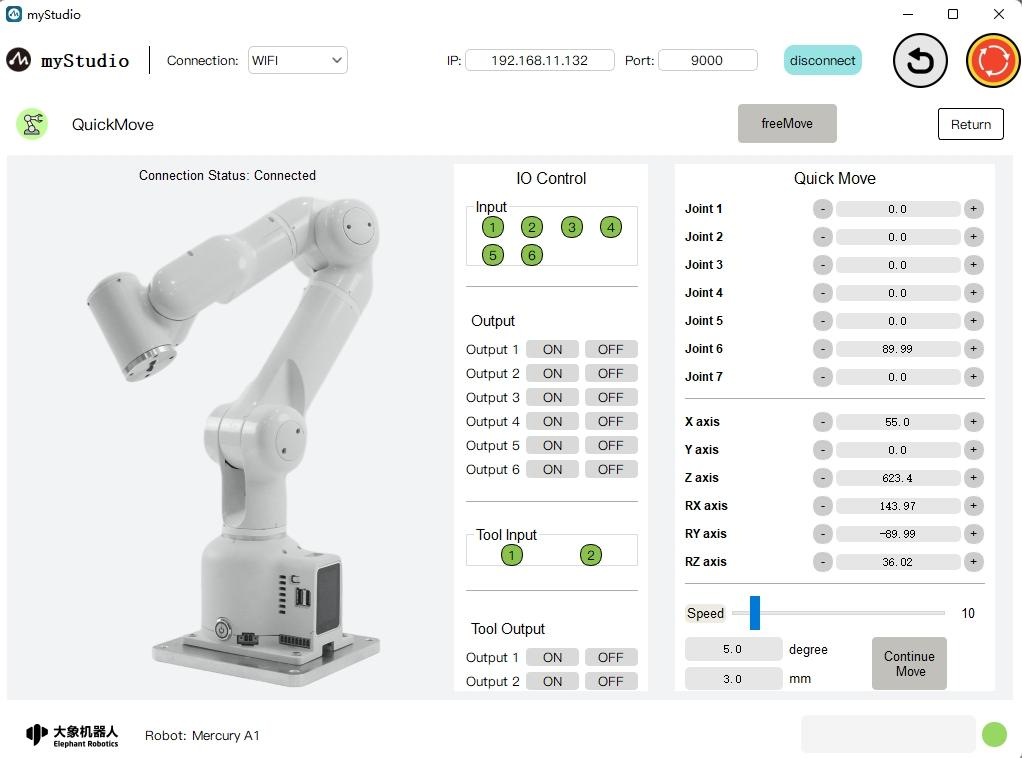 myStudio
myStudio
Connection: WIFI
IP: 192.168.11.132
Port: 9000
disconnect
QuickMove
freeMove
Return
Connection Status: Connected
IO Control
Input
1 2 3 4
5 6
Output
Output 1 ON OFF
Output 2 ON OFF
Output 3 ON OFF
Output 4 ON OFF
Output 5 ON OFF
Output 6 ON OFF
Tool Input
1 2
Tool Output
Output 1 ON OFF
Output 2 ON OFF
Quick Move
Joint 1 - 0.0 +
Joint 2 - 0.0 +
Joint 3 - 0.0 +
Joint 4 - 0.0 +
Joint 5 - 0.0 +
Joint 6 - 89.99 +
Joint 7 - 0.0 +
X axis - 55.0 +
Y axis - 0.0 +
Z axis - 623.4 +
RX axis - 143.97 +
RY axis - -89.99 +
RZ axis - 36.02 +
Speed 10
5.0 degree
3.0 mm
Continue
Move
大象机器人
Elephant Robotics
Robot: Mercury A1